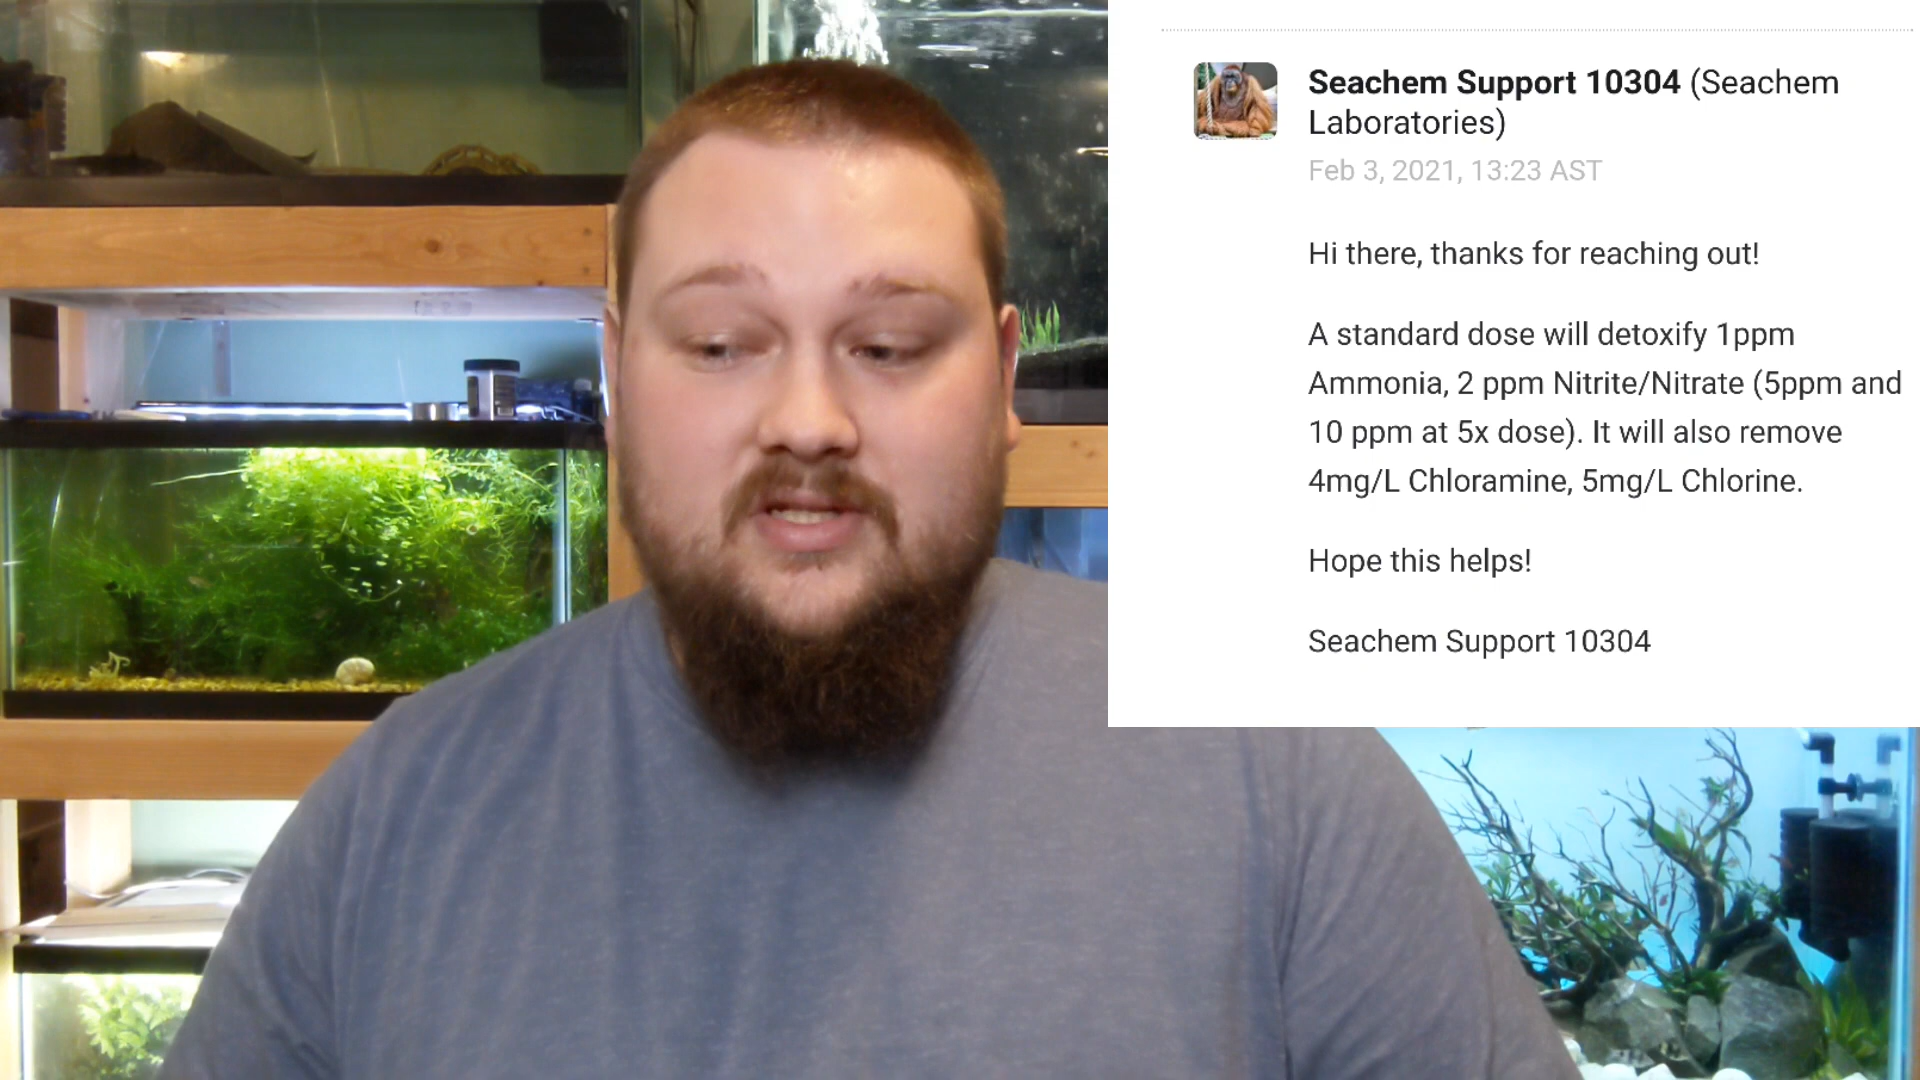 Seachem Support 10304 (Seachem
Laboratories)
Feb 3, 2021, 13:23 AST
Hi there, thanks for reaching out!
A standard dose will detoxify 1ppm
Ammonia, 2 ppm Nitrite/Nitrate (5ppm and
10 ppm at 5x dose). It will also remove
4mg/L Chloramine, 5mg/L Chlorine.
Hope this helps!
Seachem Support 10304